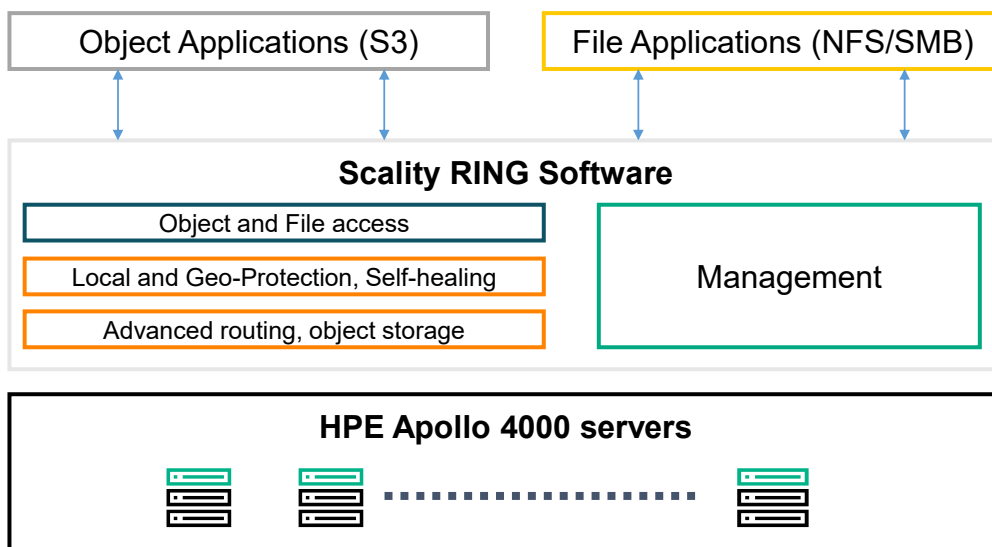 Object Applications (S3)
File Applications (NFS/SMB)
Scality RING Software
Object and File access
Local and Geo-Protection, Self-healing
Advanced routing, object storage
Management
HPE Apollo 4000 servers